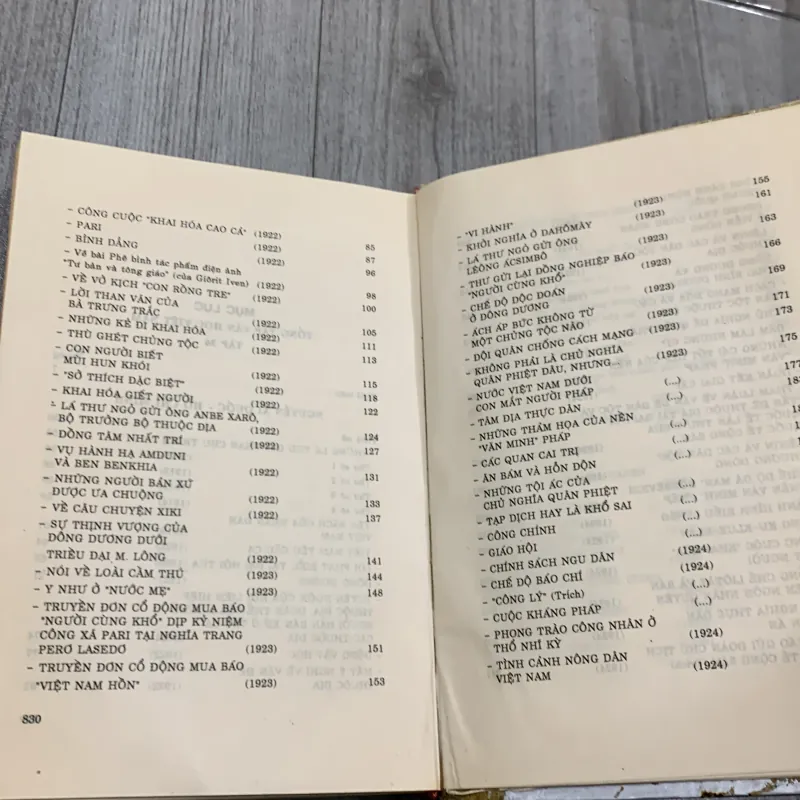 - CÔNG CUỘC "KHAI HÓA CAO CẢ" (1922) 85
- PARI (1922) 87
- BÌNH ĐẲNG (1922) 96
- Về bài Phê bình tác phẩm điện ảnh
"Tư bản và tông giáo" (của Giôrit Iven) 98
- VỀ VỞ KỊCH "CON RỒNG TRE" (1922) 100
- LỜI THAN VÃN CỦA
BÀ TRƯNG TRẮC (1922) 105
- NHỮNG KẺ ĐI KHAI HÓA (1922) 111
- THÙ GHÉT CHỦNG TỘC (1922) 113
- CON NGƯỜI BIẾT
MÙI HUN KHÓI (1922) 115
- "SỞ THÍCH ĐẶC BIỆT" (1922) 118
- KHAI HÓA GIẾT NGƯỜI (1922) 122
- LÁ THƯ NGỎ GỬI ÔNG ANBE XARÔ,
BỘ TRƯỞNG BỘ THUỘC ĐỊA (1922) 124
- ĐỒNG TÂM NHẤT TRÍ (1922) 127
- VỤ HÀNH HẠ AMDUNI
VÀ BEN BENKHIA (1922) 131
- NHỮNG NGƯỜI BẢN XỨ
ĐƯỢC ƯA CHUỘNG (1922) 133
- VỀ CÂU CHUYỆN XIKI (1922) 137
- SỰ THỊNH VƯỢNG CỦA
ĐÔNG DƯƠNG DƯỚI
TRIỀU ĐẠI M. LÔNG (1922) 141
- NÓI VỀ LOÀI CẦM THÚ (1923) 144
- Y NHƯ Ở "NƯỚC MẸ" (1923) 148
- TRUYỀN ĐƠN CỔ ĐỘNG MUA BÁO
"NGƯỜI CÙNG KHỔ" DỊP KỶ NIỆM
CÔNG XÃ PARI TẠI NGHĨA TRANG
PERƠ LASEDƠ (1923) 151
- TRUYỀN ĐƠN CỔ ĐỘNG MUA BÁO
"VIỆT NAM HỒN" (1923) 153
830
- "VI HÀNH" (1923) 155
- KHỞI NGHĨA Ở DAHÔMÂY (1923) 161
- LÁ THƯ NGỎ GỬI ÔNG
LÊÔNG ÁCSIMBÔ (1923) 163
- THƯ GỬI LẠI ĐỒNG NGHIỆP BÁO
"NGƯỜI CÙNG KHỔ" 166
- CHẾ ĐỘ ĐỘC ĐOÁN
Ở ĐÔNG DƯƠNG 169
- ÁCH ÁP BỨC KHÔNG TỪ
MỘT CHỦNG TỘC NÀO (1923) 171
- ĐỘI QUÂN CHỐNG CÁCH MẠNG (1923) 173
- KHÔNG PHẢI LÀ CHỦ NGHĨA
QUÂN PHIỆT ĐÂU, NHƯNG... (1923) 175
- NƯỚC VIỆT NAM DƯỚI
CON MẮT NGƯỜI PHÁP (...) 177
- TÂM ĐỊA THỰC DÂN (...)
- NHỮNG THẢM HỌA CỦA NỀN
"VĂN MINH" PHÁP (...)
- CÁC QUAN CAI TRỊ (...)
- ĂN BÁM VÀ HỖN ĐỘN (...)
- NHỮNG TỘI ÁC CỦA
CHỦ NGHĨA QUÂN PHIỆT (...)
- TẠP DỊCH HAY LÀ KHỔ SAI (...)
- CÔNG CHÍNH (...)
- GIÁO HỘI (...)
- CHÍNH SÁCH NGU DÂN (1924)
- CHẾ ĐỘ BÁO CHÍ (1924)
- "CÔNG LÝ" (Trích) (...)
- CUỘC KHÁNG PHÁP (...)
- PHONG TRÀO CÔNG NHÂN Ở
THỔ NHĨ KỲ (1924)
- TÌNH CẢNH NÔNG DÂN
VIỆT NAM (1924)